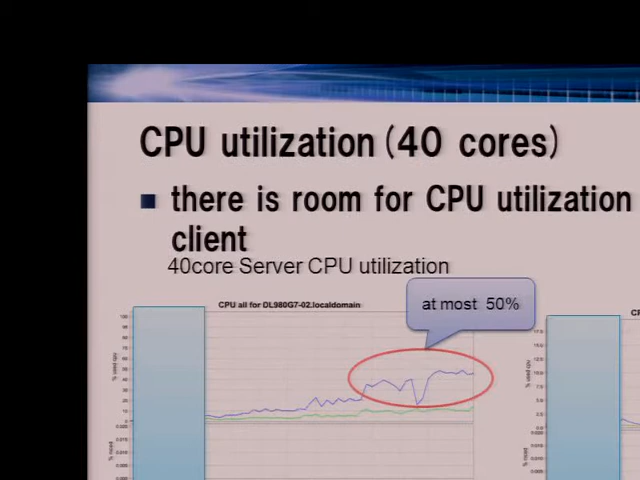 CPU utilization (40 cores)
there is room for CPU utilization
client
40core Server CPU utilization
at most 50%
CPU all for DL980G7-02.localdomain